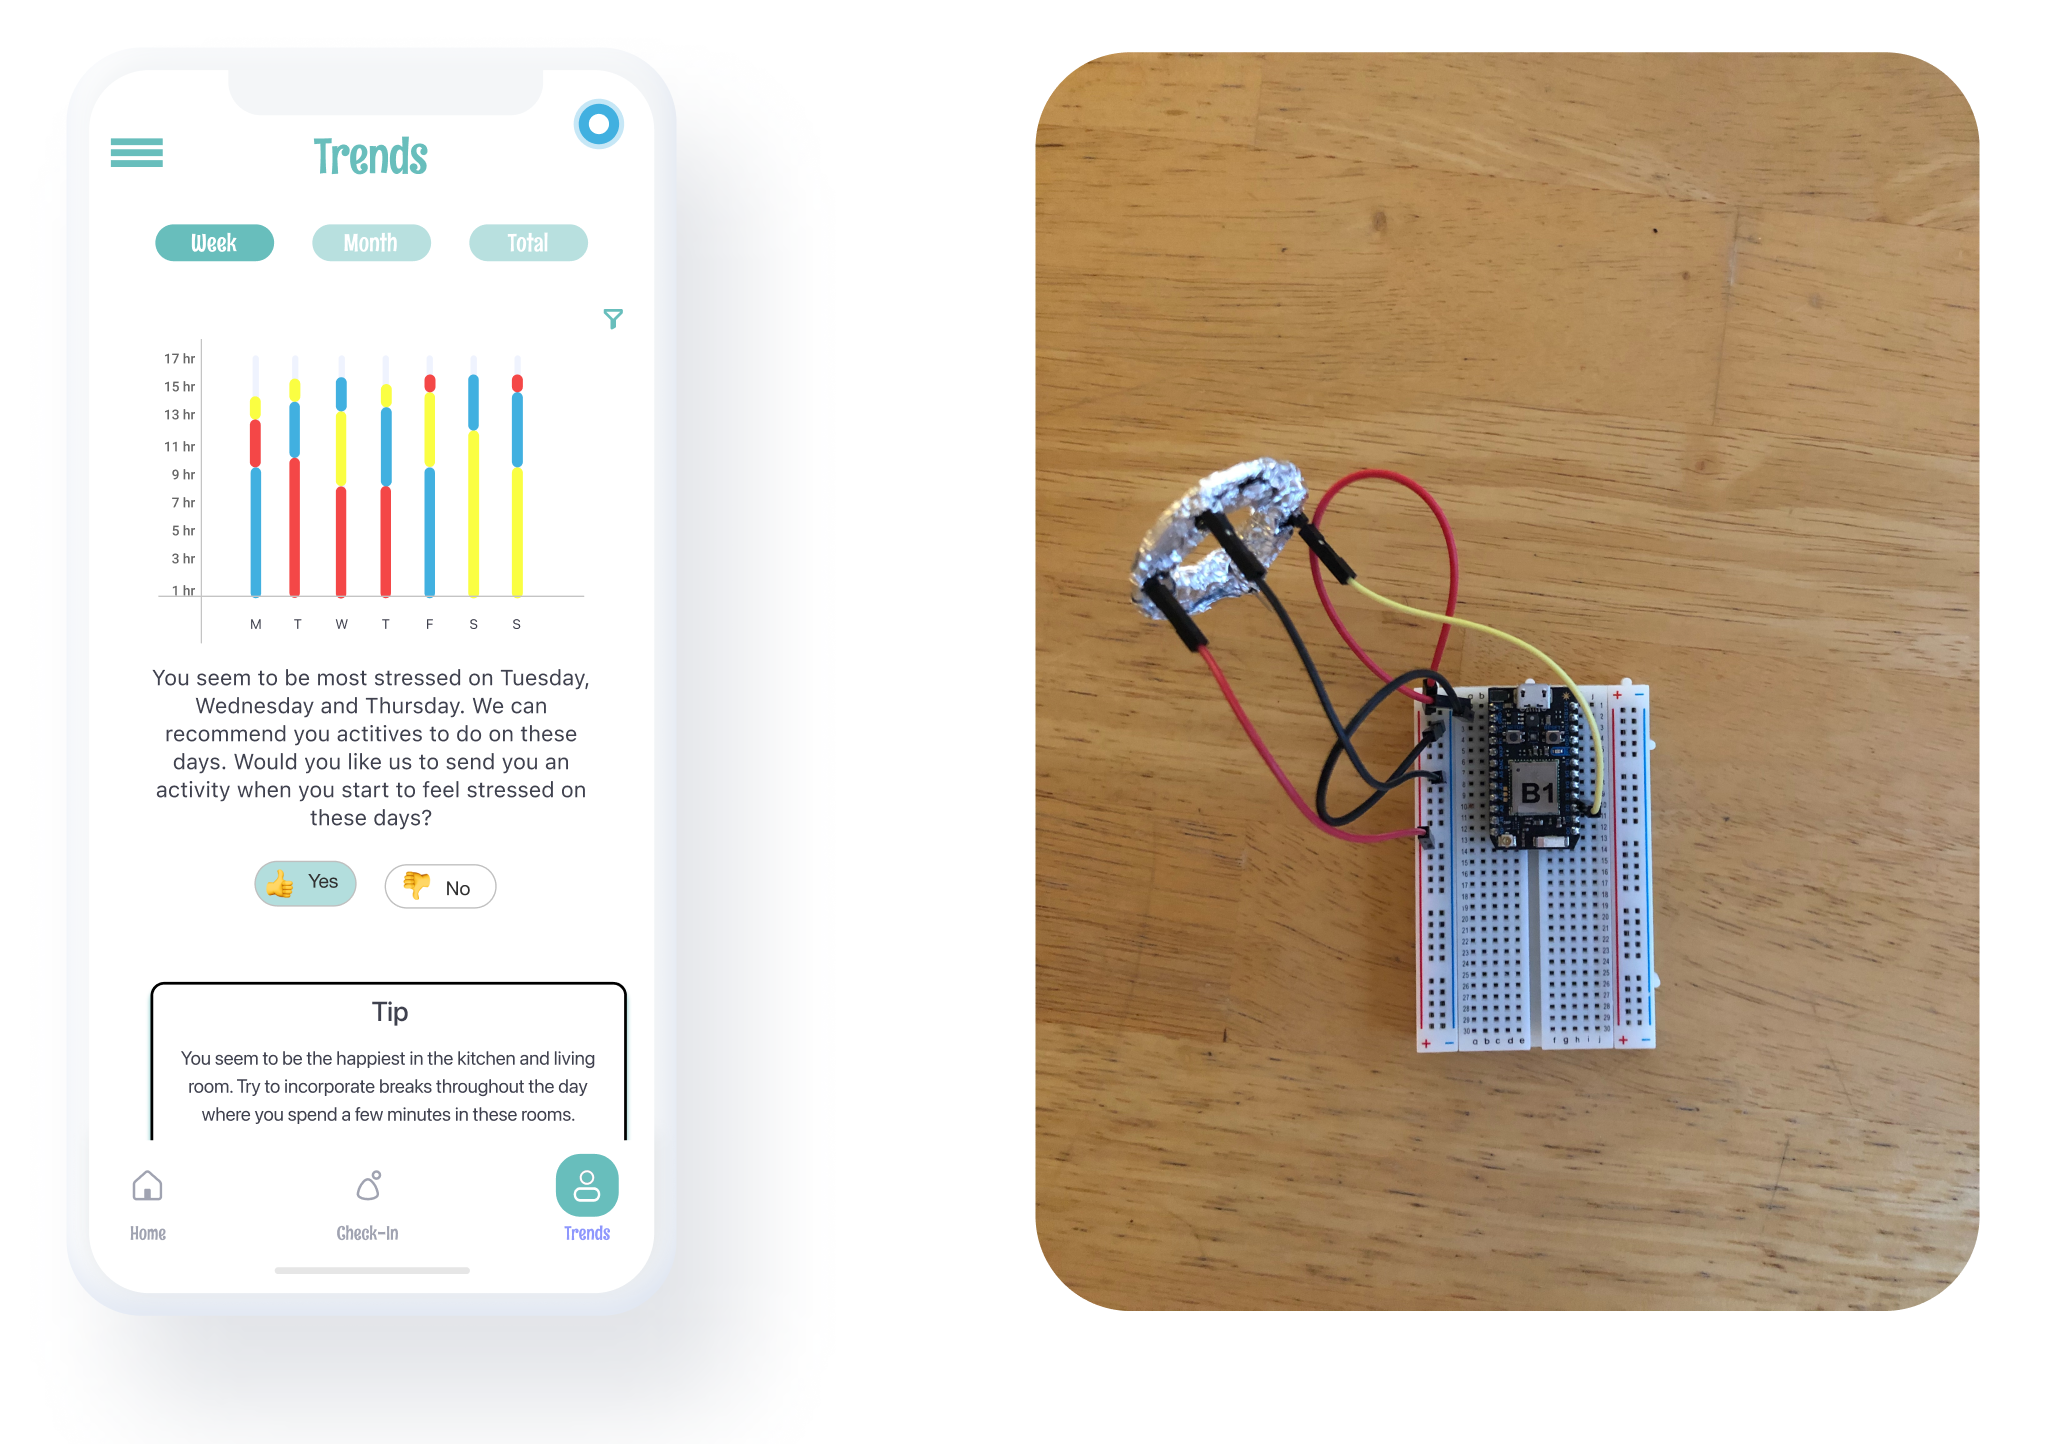 Trends
Week Month Total
17 hr
15 hr
13 hr
11 hr
9 hr
7 hr
5 hr
3 hr
1 hr
M T W T F S S
You seem to be most stressed on Tuesday,
Wednesday and Thursday. We can
recommend you actitives to do on these
days. Would you like us to send you an
activity when you start to feel stressed on
these days?
Yes No
Tip
You seem to be the happiest in the kitchen and living
room. Try to incorporate breaks throughout the day
where you spend a few minutes in these rooms.
Home Check-In Trends
B1
a b c d e f g h i j